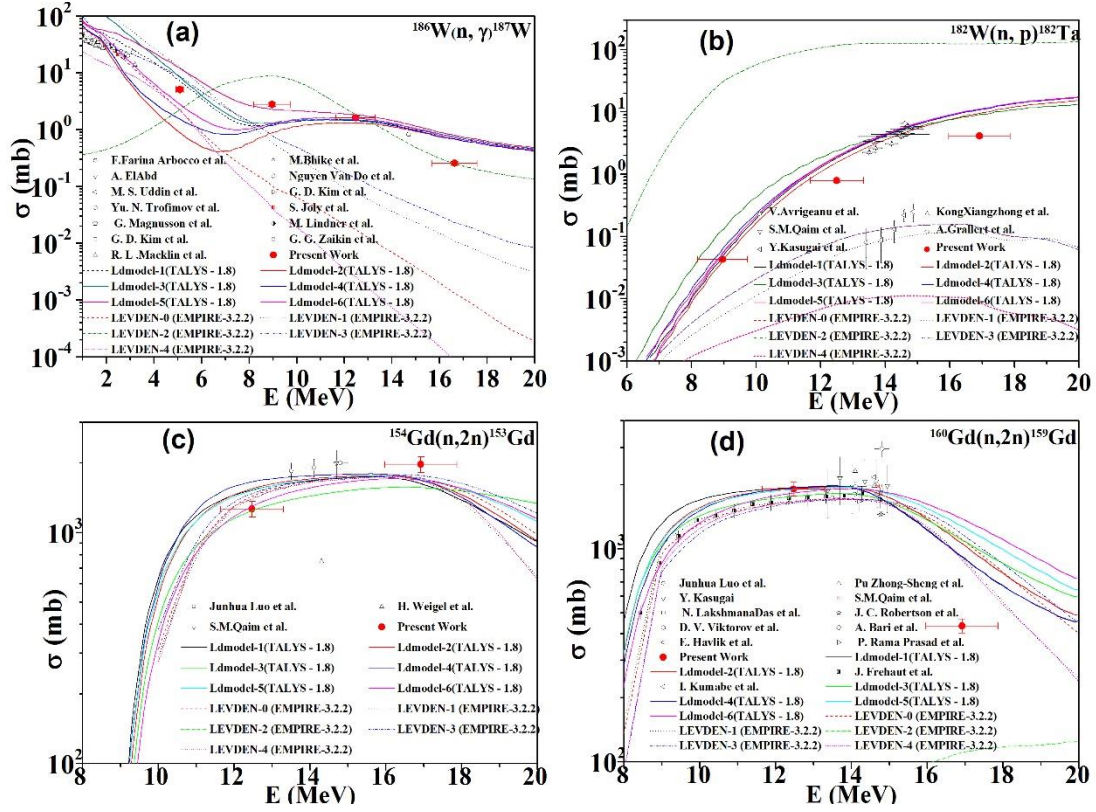 (a)
¹⁸⁶W(n, γ)¹⁸⁷W
σ (mb)
10²
10¹
10⁰
10⁻¹
10⁻²
10⁻³
10⁻⁴
F.Farina Arbocco et al.
M.Bhike et al.
A. ElAbd
Nguyen Van Do et al.
M. S. Uddin et al.
G. D. Kim et al.
Yu. N. Trofimov et al.
S. Joly et al.
G. Magnusson et al.
M. Lindner et al.
G. D. Kim et al.
G. G. Zaikin et al.
R. L .Macklin et al.
Present Work
Ldmodel-1(TALYS - 1.8)
Ldmodel-2(TALYS - 1.8)
Ldmodel-3(TALYS - 1.8)
Ldmodel-4(TALYS - 1.8)
Ldmodel-5(TALYS - 1.8)
Ldmodel-6(TALYS - 1.8)
LEVDEN-0 (EMPIRE-3.2.2)
LEVDEN-1 (EMPIRE-3.2.2)
LEVDEN-2 (EMPIRE-3.2.2)
LEVDEN-3 (EMPIRE-3.2.2)
LEVDEN-4 (EMPIRE-3.2.2)
2 4 6 8 10 12 14 16 18 20
E (MeV)
(b)
¹⁸²W(n, p)¹⁸²Ta
σ (mb)
10²
10¹
10⁰
10⁻¹
10⁻²
10⁻³
V.Avrigeanu et al.
KongXiangzhong et al.
S.M.Qaim et al.
A.Grallert et al.
Y.Kasugai et al.
Present Work
Ldmodel-1(TALYS - 1.8)
Ldmodel-2(TALYS - 1.8)
Ldmodel-3(TALYS - 1.8)
Ldmodel-4(TALYS - 1.8)
Ldmodel-5(TALYS - 1.8)
Ldmodel-6(TALYS - 1.8)
LEVDEN-0 (EMPIRE-3.2.2)
LEVDEN-1 (EMPIRE-3.2.2)
LEVDEN-2 (EMPIRE-3.2.2)
LEVDEN-3 (EMPIRE-3.2.2)
LEVDEN-4 (EMPIRE-3.2.2)
6 8 10 12 14 16 18 20
E (MeV)
(c)
¹⁵⁴Gd(n,2n)¹⁵³Gd
σ (mb)
10³
10²
Junhua Luo et al.
H. Weigel et al.
S.M.Qaim et al.
Present Work
Ldmodel-1(TALYS - 1.8)
Ldmodel-2(TALYS - 1.8)
Ldmodel-3(TALYS - 1.8)
Ldmodel-4(TALYS - 1.8)
Ldmodel-5(TALYS - 1.8)
Ldmodel-6(TALYS - 1.8)
LEVDEN-0 (EMPIRE-3.2.2)
LEVDEN-1 (EMPIRE-3.2.2)
LEVDEN-2 (EMPIRE-3.2.2)
LEVDEN-3 (EMPIRE-3.2.2)
LEVDEN-4 (EMPIRE-3.2.2)
8 10 12 14 16 18 20
E (MeV)
(d)
¹⁶⁰Gd(n,2n)¹⁵⁹Gd
σ (mb)
10³
10²
Junhua Luo et al.
Pu Zhong-Sheng et al.
Y. Kasugai
S.M.Qaim et al.
N. LakshmanaDas et al.
J. C. Robertson et al.
D. V. Viktorov et al.
A. Bari et al.
E. Havlik et al.
P. Rama Prasad et al.
Present Work
Ldmodel-1(TALYS - 1.8)
Ldmodel-2(TALYS - 1.8)
J. Frehaut et al.
I. Kumabe et al.
Ldmodel-3(TALYS - 1.8)
Ldmodel-4(TALYS - 1.8)
Ldmodel-5(TALYS - 1.8)
Ldmodel-6(TALYS - 1.8)
LEVDEN-0 (EMPIRE-3.2.2)
LEVDEN-1 (EMPIRE-3.2.2)
LEVDEN-2 (EMPIRE-3.2.2)
LEVDEN-3 (EMPIRE-3.2.2)
LEVDEN-4 (EMPIRE-3.2.2)
8 10 12 14 16 18 20
E (MeV)